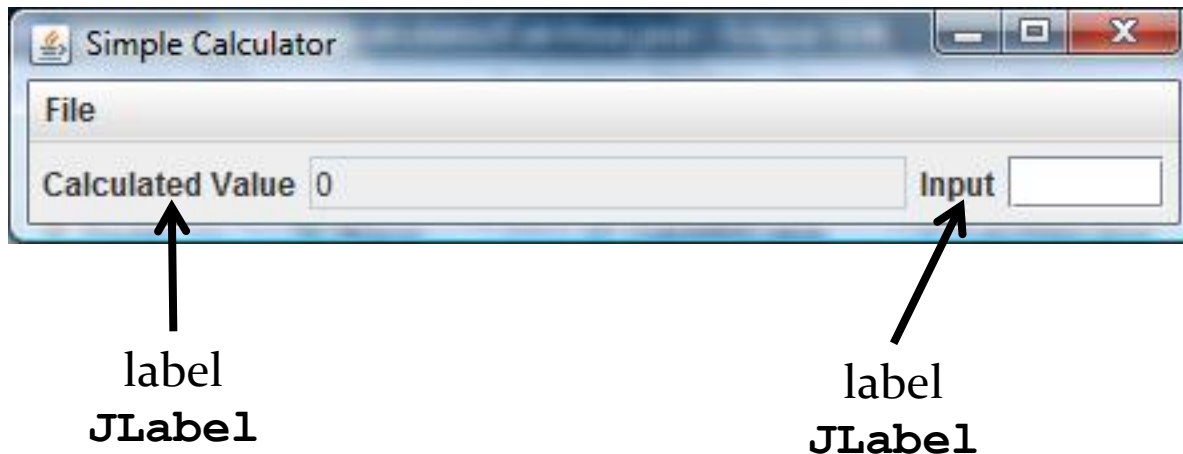 Simple Calculator
File
Calculated Value 0 Input
label label
JLabel JLabel